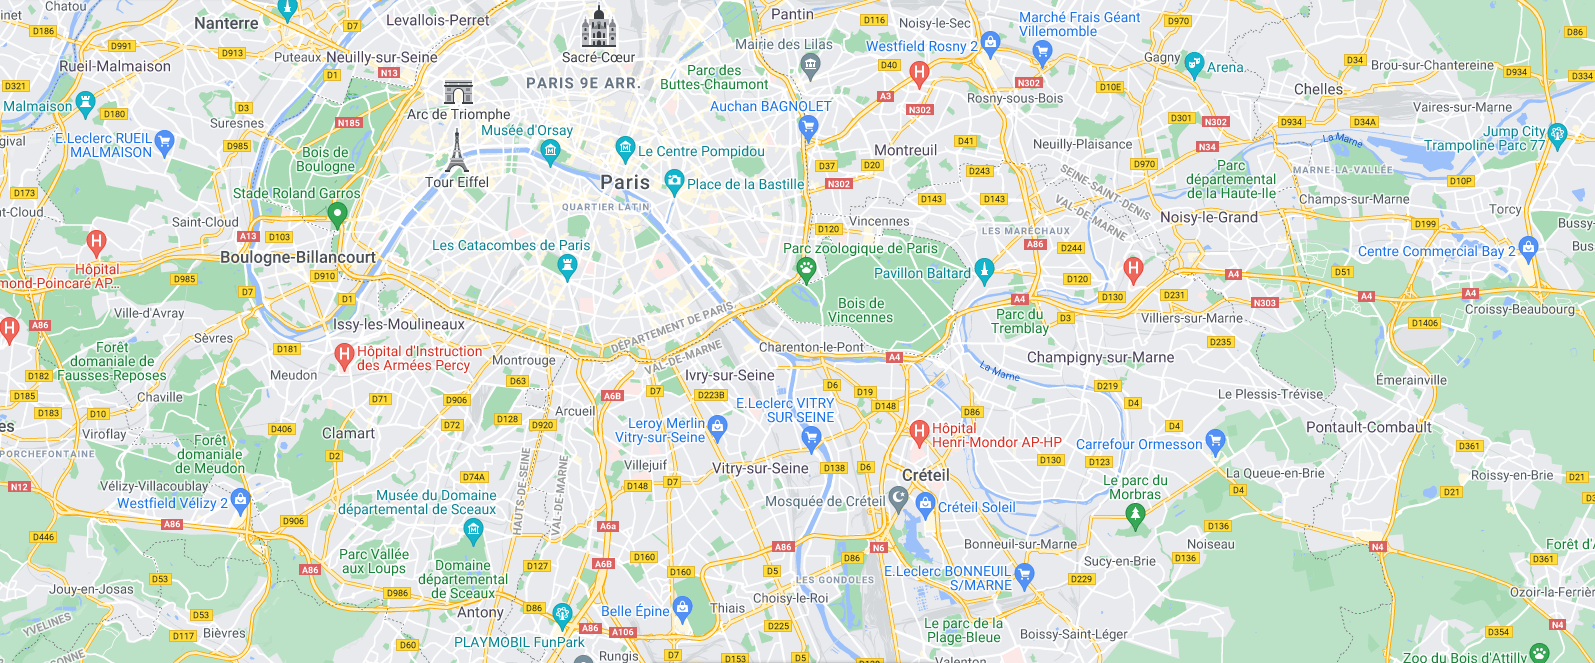 Chatou
Nanterre
D7
Levallois-Perret
Pantin
D116
Noisy-le-Sec
Marché Frais Géant
Villemomble
D970
D86
D186
D991
D913
Puteaux
Neuilly-sur-Seine
Sacré-Cœur
Mairie des Lilas
Westfield Rosny 2
Gagny
Arena
D34
Brou-sur-Chantereine
Rueil-Malmaison
D321
N13
PARIS 9E ARR.
Parc des
Buttes-Chaumont
D40
N302
D10E
D934
D334
Malmaison
D180
D3
Arc de Triomphe
Auchan BAGNOLET
A3
N302
Rosny-sous-Bois
Chelles
Vaires-sur-Marne
Suresnes
N185
D301
N302
D934
D34A
E.Leclerc RUEIL
MALMAISON
D985
Musée d'Orsay
Le Centre Pompidou
Montreuil
D41
Neuilly-Plaisance
N34
La Marne
Jump City
Trampoline Parc 77
Bois de
Boulogne
Tour Eiffel
Paris
Place de la Bastille
D37
D20
N302
D243
D970
Parc
départemental
de la Haute-Ile
MARNE-LA-VALLÉE
D10P
D173
Stade Roland Garros
QUARTIER LATIN
D143
D143
SEINE-SAINT-DENIS
VAL-DE-MARNE
Champs-sur-Marne
Torcy
Saint-Cloud
Vincennes
Noisy-le-Grand
D199
A13
D103
Les Catacombes de Paris
D120
LES MARÉCHAUX
A86
D244
Centre Commercial Bay 2
Hôpital
Boulogne-Billancourt
Parc zoologique de Paris
Pavillon Baltard
D985
D910
D120
A4
D51
D7
D1
Bois de
Vincennes
A4
D130
D231
N303
A4
A4
Ville-d'Avray
Issy-les-Moulineaux
DÉPARTEMENT DE PARIS
VAL-DE-MARNE
Parc du
Tremblay
D3
Villiers-sur-Marne
D1406
Croissy-Beaubourg
A86
Sèvres
D181
Hôpital d'Instruction
des Armées Percy
Montrouge
Charenton-le-Pont
A4
Champigny-sur-Marne
D235
Forêt
domaniale de
Fausses-Reposes
Meudon
Ivry-sur-Seine
La Marne
Émerainville
D182
D185
D183
D10
Chaville
D71
D906
D63
A6B
D7
D223B
D6
D19
D148
D219
D4
Le Plessis-Trévise
Viroflay
D406
Clamart
D72
D128
D920
Arcueil
Leroy Merlin
Vitry-sur-Seine
E.Leclerc VITRY
SUR SEINE
D86
Hôpital
Henri-Mondor AP-HP
D4
Carrefour Ormesson
Pontault-Combault
D361
PORCHEFONTAINE
Forêt
domaniale
de Meudon
D2
Villejuif
Vitry-sur-Seine
D138
D6
Créteil
D130
D123
La Queue-en-Brie
Roissy-en-Brie
N12
Vélizy-Villacoublay
Westfield Vélizy 2
D74A
HAUTS-DE-SEINE
VAL-DE-MARNE
D148
D7
Mosquée de Créteil
Créteil Soleil
Le parc du
Morbras
D4
D21
A86
D906
Musée du Domaine
départemental de Sceaux
A6a
D136
D446
Parc Vallée
aux Loups
Domaine
départemental
de Sceaux
D160
A86
D86
N6
Bonneuil-sur-Marne
Sucy-en-Brie
D136
Noiseau
N4
D361
A86
D127
A6B
D160
D5
LES GONDOLES
E.Leclerc BONNEUIL
S/MARNE
D229
Jouy-en-Josas
D53
D986
Antony
D86
Belle Épine
Thiais
Choisy-le-Roi
YVELINES
D53
D117
Bièvres
D60
PLAYMOBIL FunPark
A86
A106
D225
Le parc de la
Plage-Bleue
Boissy-Saint-Léger
N4
D354
Rungis
D7
D153
D5
Valenton
Zoo du Bois d'Attilly